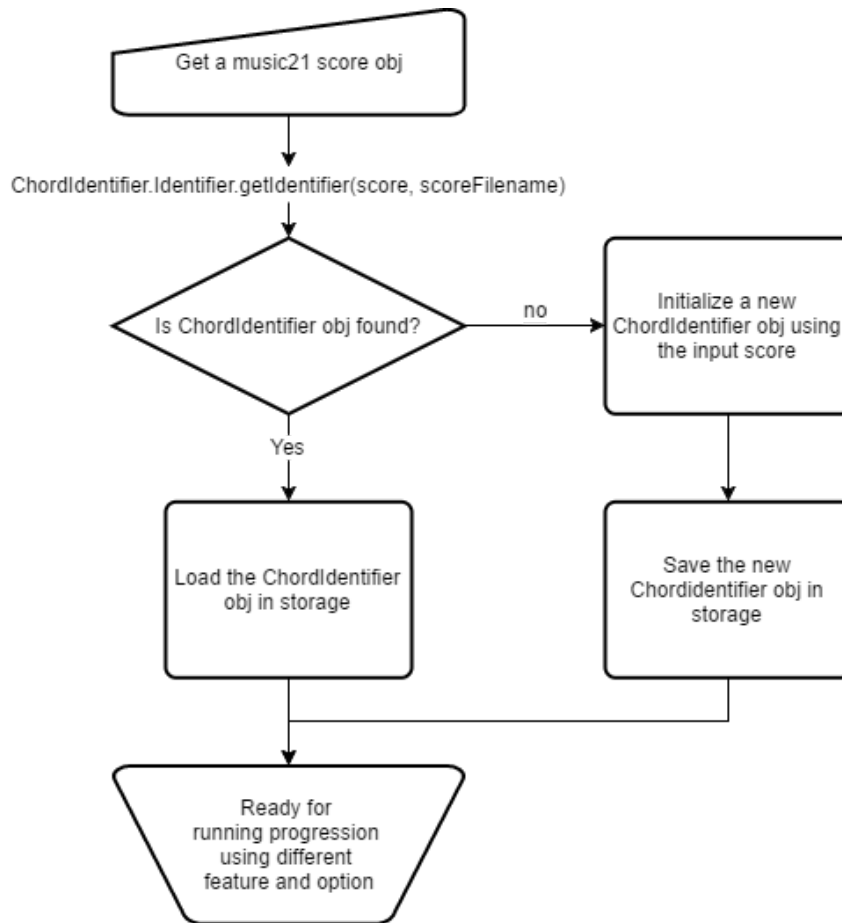 Get a music21 score obj
ChordIdentifier.Identifier.getIdentifier(score, scoreFilename)
Is ChordIdentifier obj found?
no
Initialize a new
ChordIdentifier obj using
the input score
Yes
Load the ChordIdentifier
obj in storage
Save the new
Chordidentifier obj in
storage
Ready for
running progression
using different
feature and option